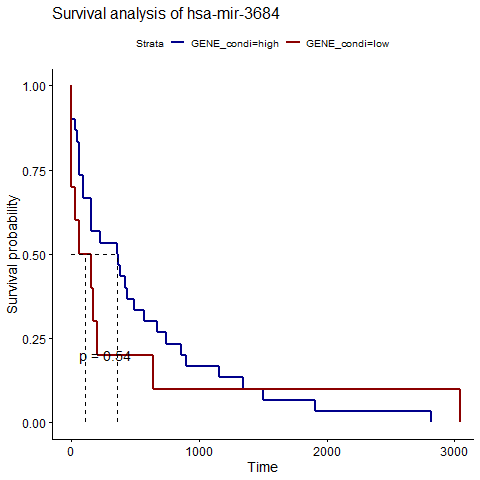 Survival analysis of hsa-mir-3684
Strata GENE_condi=high GENE_condi=low
1.00
0.75
0.50
0.25
0.00
Survival probability
p = 0.54
0 1000 2000 3000
Time